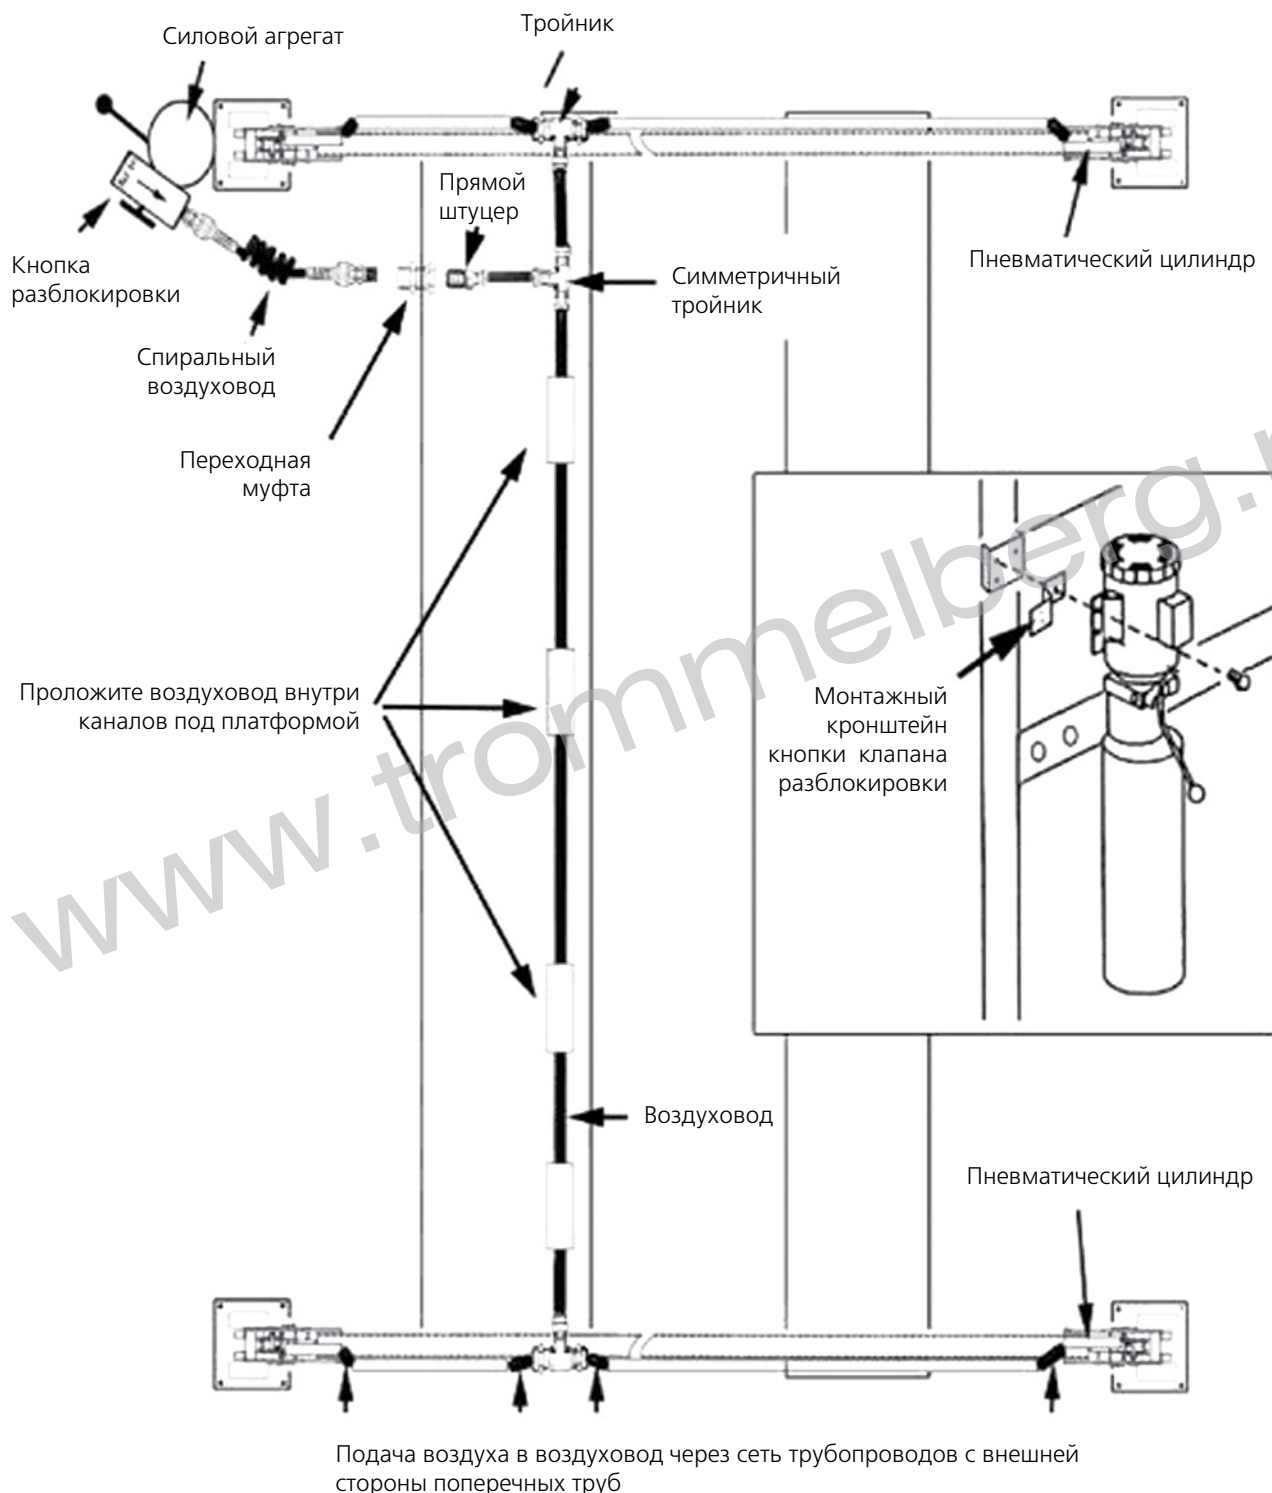 Тройник
Силовой агрегат
Прямой
штуцер
Кнопка
разблокировки
Симметричный
тройник
Пневматический цилиндр
Спиральный
воздуховод
Переходная
муфта
Проложите воздуховод внутри
каналов под платформой
Монтажный
кронштейн
кнопки клапана
разблокировки
www.trommelberg.r
Воздуховод
Пневматический цилиндр
Подача воздуха в воздуховод через сеть трубопроводов с внешней
стороны поперечных труб